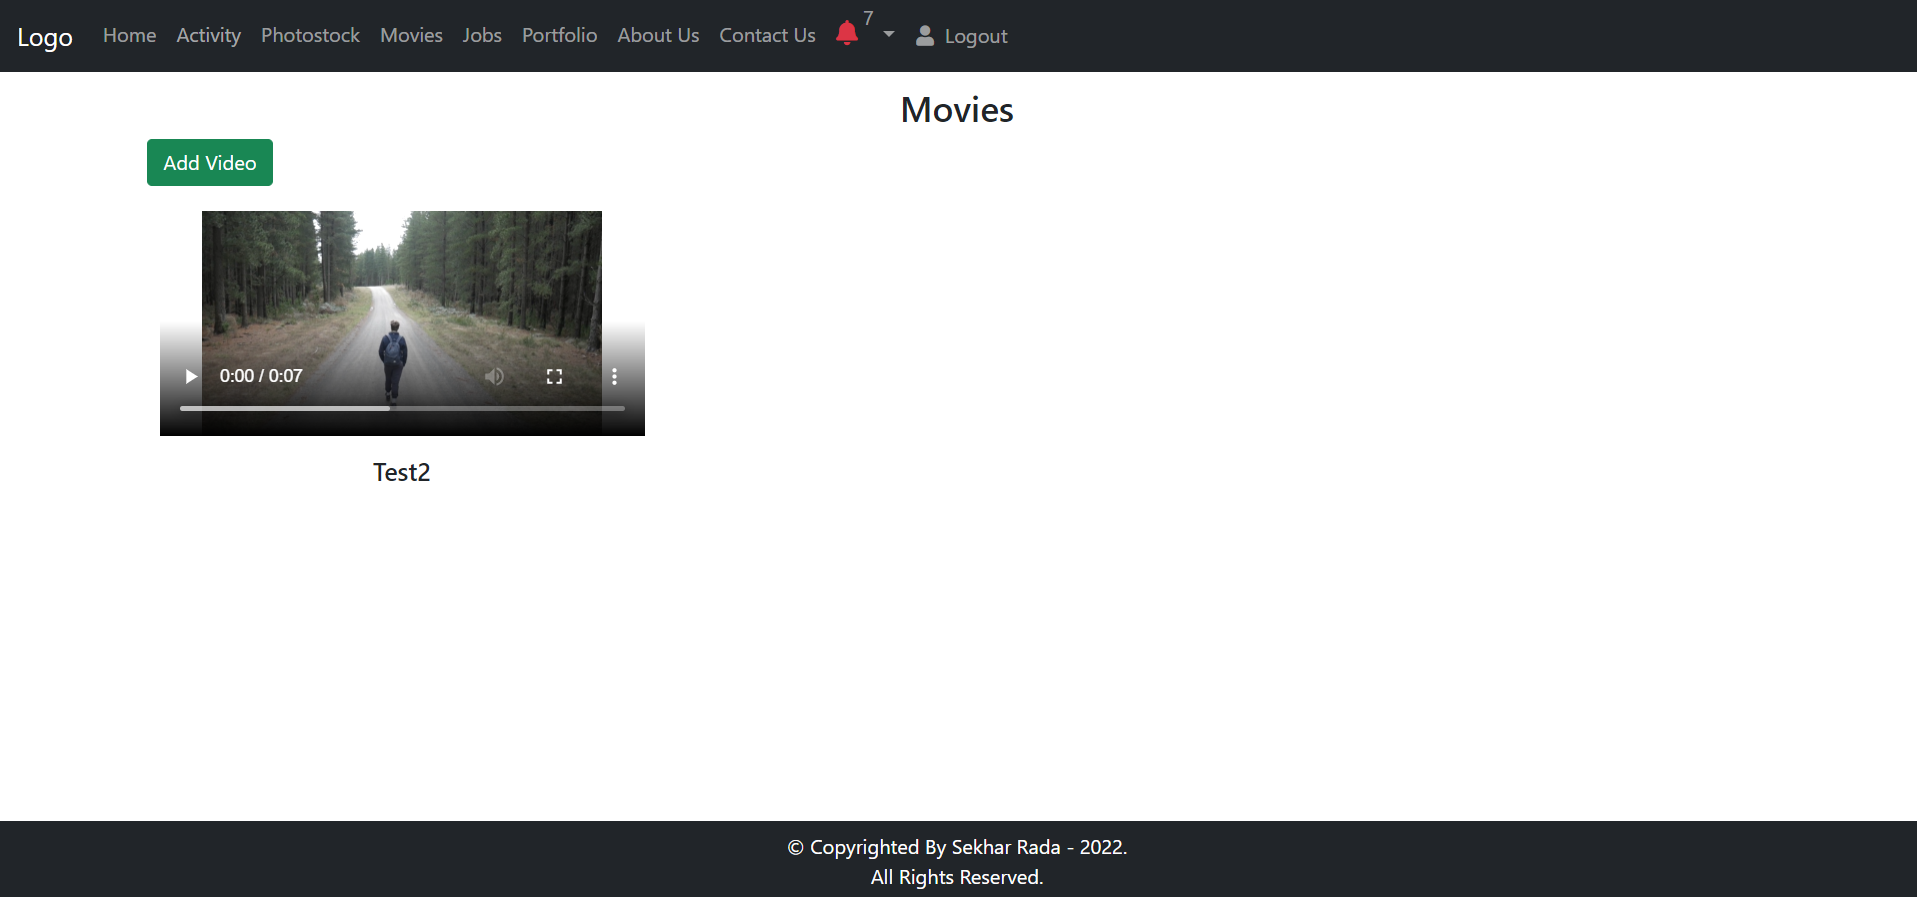 Logo Home Activity Photostock Movies Jobs Portfolio About Us Contact Us 7 Logout
Movies
Add Video
0:00 / 0:07
Test2
© Copyrighted By Sekhar Rada - 2022.
All Rights Reserved.